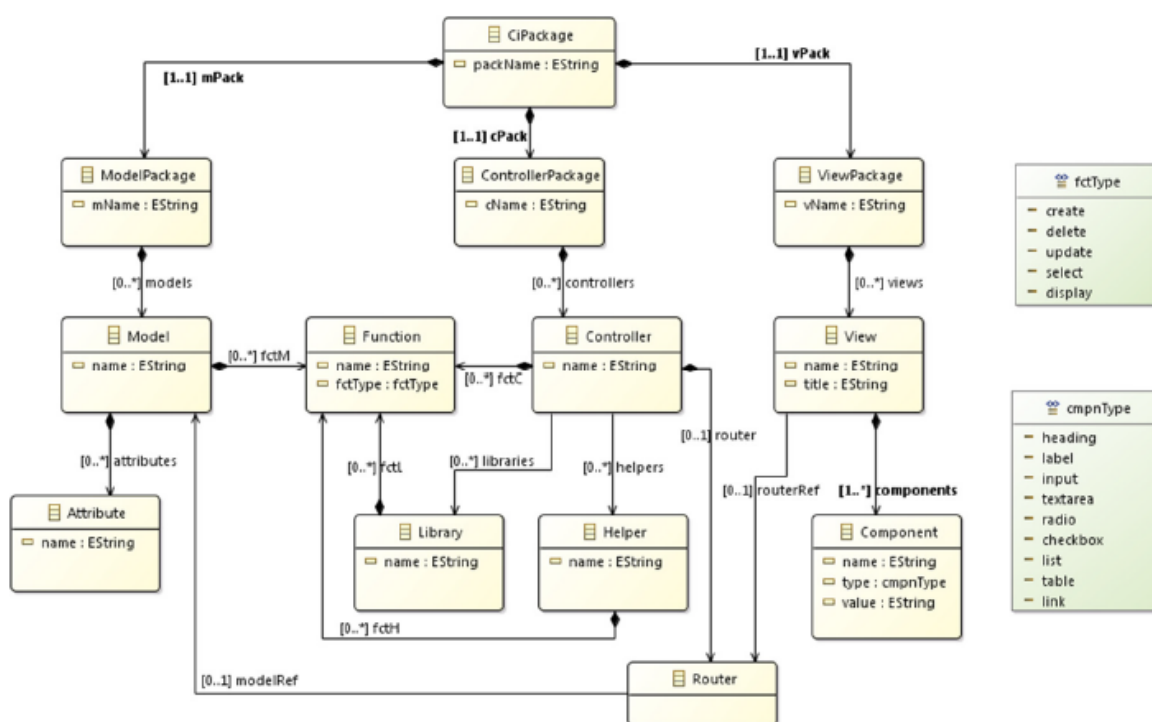 CiPackage
packName : EString
[1..1] mPack
[1..1] cPack
[1..1] vPack
ModelPackage
mName : EString
ControllerPackage
cName : EString
ViewPackage
vName : EString
fctType
create
delete
update
select
display
[0..*] models
[0..*] controllers
[0..*] views
Model
name : EString
[0..*] fctM
Function
name : EString
fctType : fctType
[0..*] fctC
Controller
name : EString
View
name : EString
title : EString
cmpnType
heading
label
input
textarea
radio
checkbox
list
table
link
[0..*] attributes
[0..*] fctL
[0..*] libraries
[0..*] helpers
[0..1] router
[0..1] routerRef
[1..*] components
Attribute
name : EString
Library
name : EString
Helper
name : EString
Component
name : EString
type : cmpnType
value : EString
[0..*] fctH
[0..1] modelRef
Router